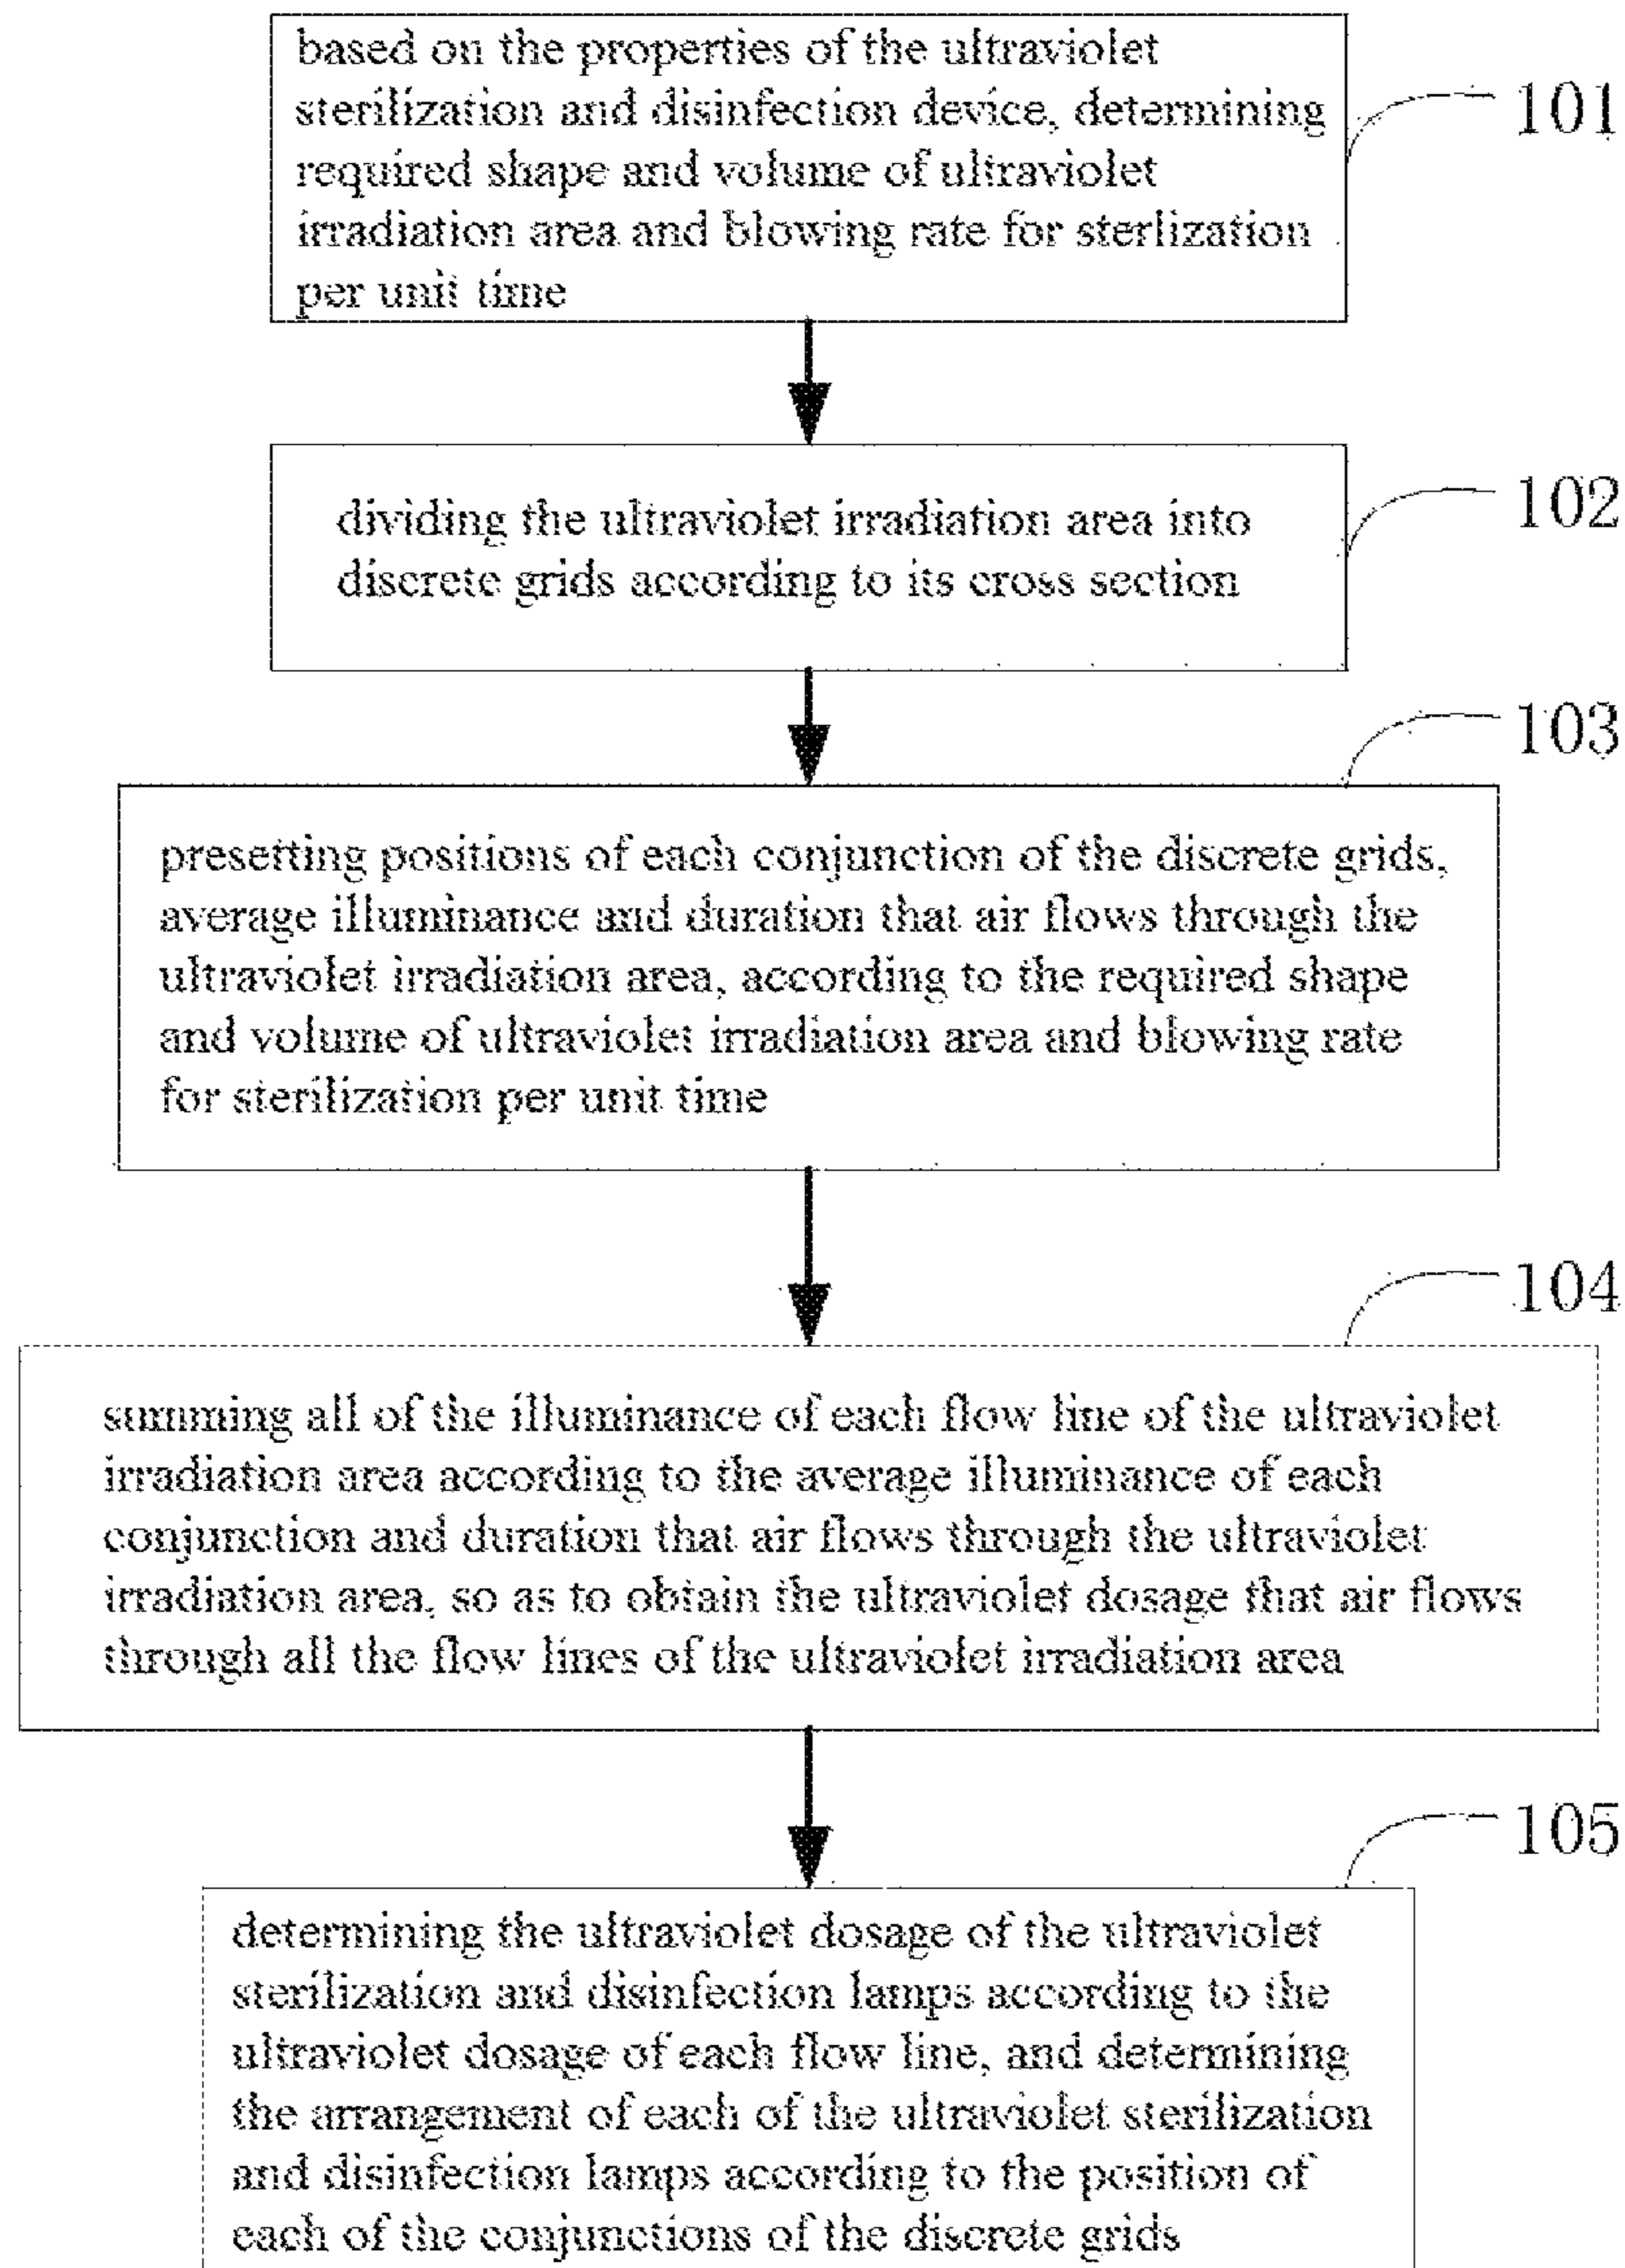 based on the properties of the ultraviolet
sterilization and disinfection device, determining
required shape and volume of ultraviolet
irradiation area and blowing rate for sterlization
per unit time
101
dividing the ultraviolet irradiation area into
discrete grids according to its cross section
102
103
presetting positions of each conjunction of the discrete grids,
average illuminance and duration that air flows through the
ultraviolet irradiation area, according to the required shape
and volume of ultraviolet irradiation area and blowing rate
for sterilization per unit time
104
summing all of the illuminance of each flow line of the ultraviolet
irradiation area according to the average illuminance of each
conjunction and duration that air flows through the ultraviolet
irradiation area, so as to obtain the ultraviolet dosage that air flows
through all the flow lines of the ultraviolet irradiation area
105
determining the ultraviolet dosage of the ultraviolet
sterilization and disinfection lamps according to the
ultraviolet dosage of each flow line, and determining
the arrangement of each of the ultraviolet sterilization
and disinfection lamps according to the position of
each of the conjunctions of the discrete grids